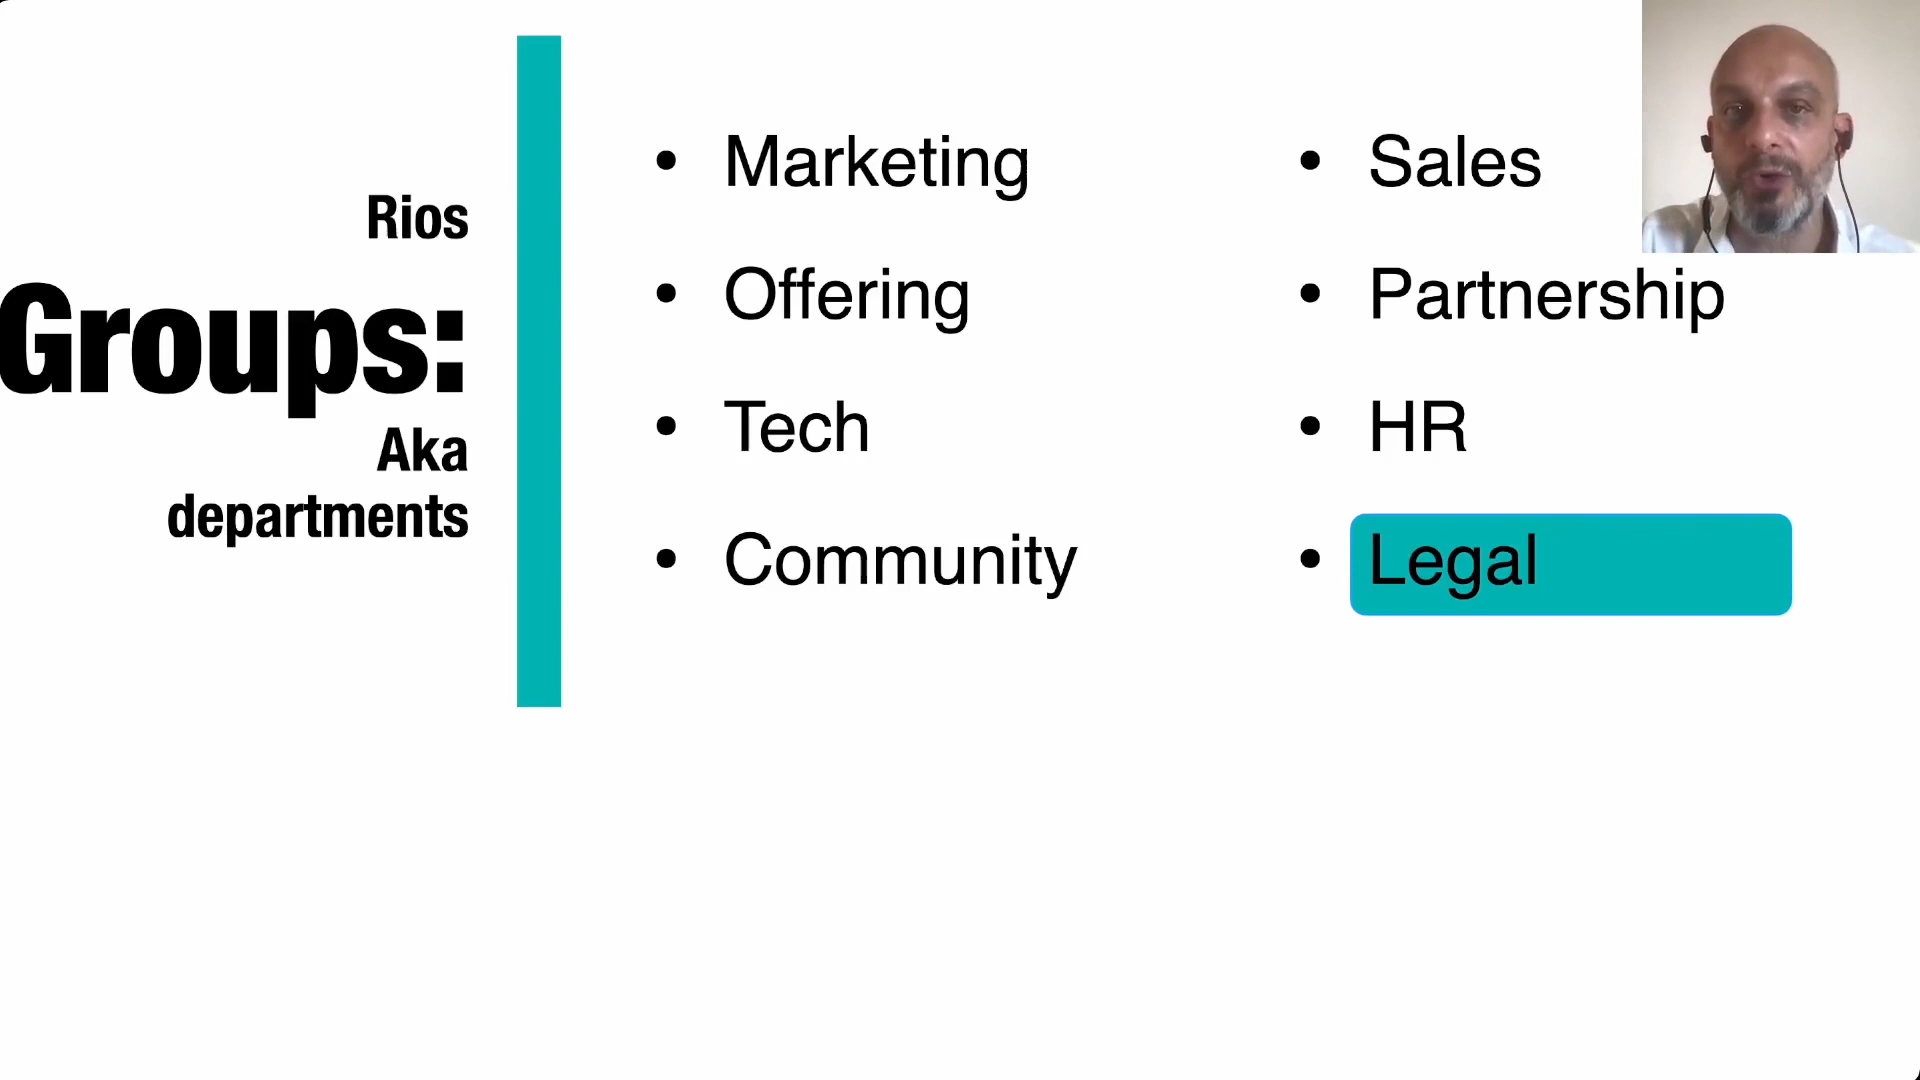 Rios
Groups:
Aka
departments
• Marketing
• Offering
• Tech
• Community
• Sales
• Partnership
• HR
• Legal